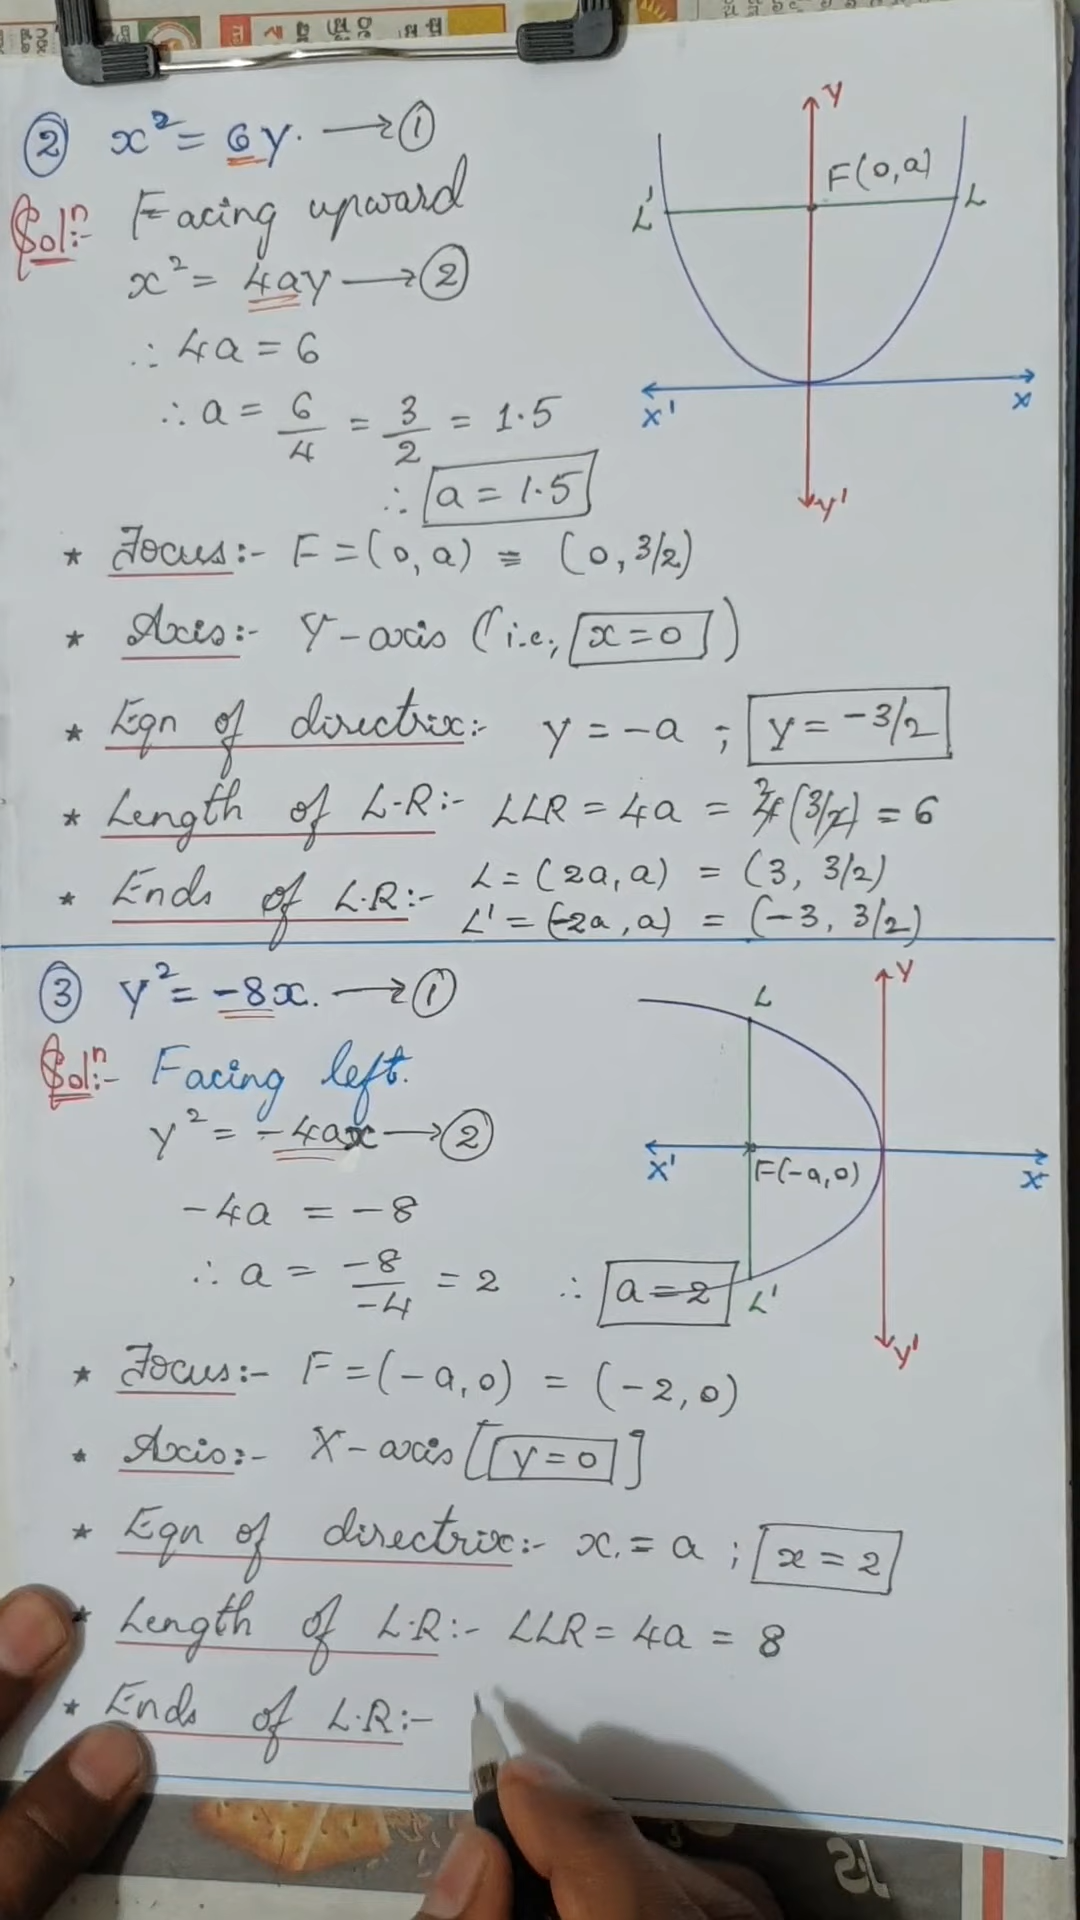 ② x² = 6y. → ①
Solⁿ:- Facing upward
x² = 4ay → ②
∴ 4a = 6
∴ a = 6/4 = 3/2 = 1.5
∴ a = 1.5
Y
F(0,a)
L' L
X' X
Y'
* Focus:- F = (0, a) = (0, 3/2)
* Axis:- Y-axis (i.e., x = 0)
* Eqn of directrix:- y = -a ; y = -3/2
* Length of L.R:- LLR = 4a = 4(3/2) = 6
* Ends of L.R:- L = (2a, a) = (3, 3/2)
L' = (-2a, a) = (-3, 3/2)
③ y² = -8x. → ①
Solⁿ:- Facing left.
y² = -4ax → ②
-4a = -8
∴ a = -8/-4 = 2 ∴ a = 2
Y
L
X' F(-a,0) X
L'
Y'
* Focus:- F = (-a, 0) = (-2, 0)
* Axis:- X-axis [y = 0]
* Eqn of directrix:- x. = a ; x = 2
* Length of L.R:- LLR = 4a = 8
* Ends of L.R:-